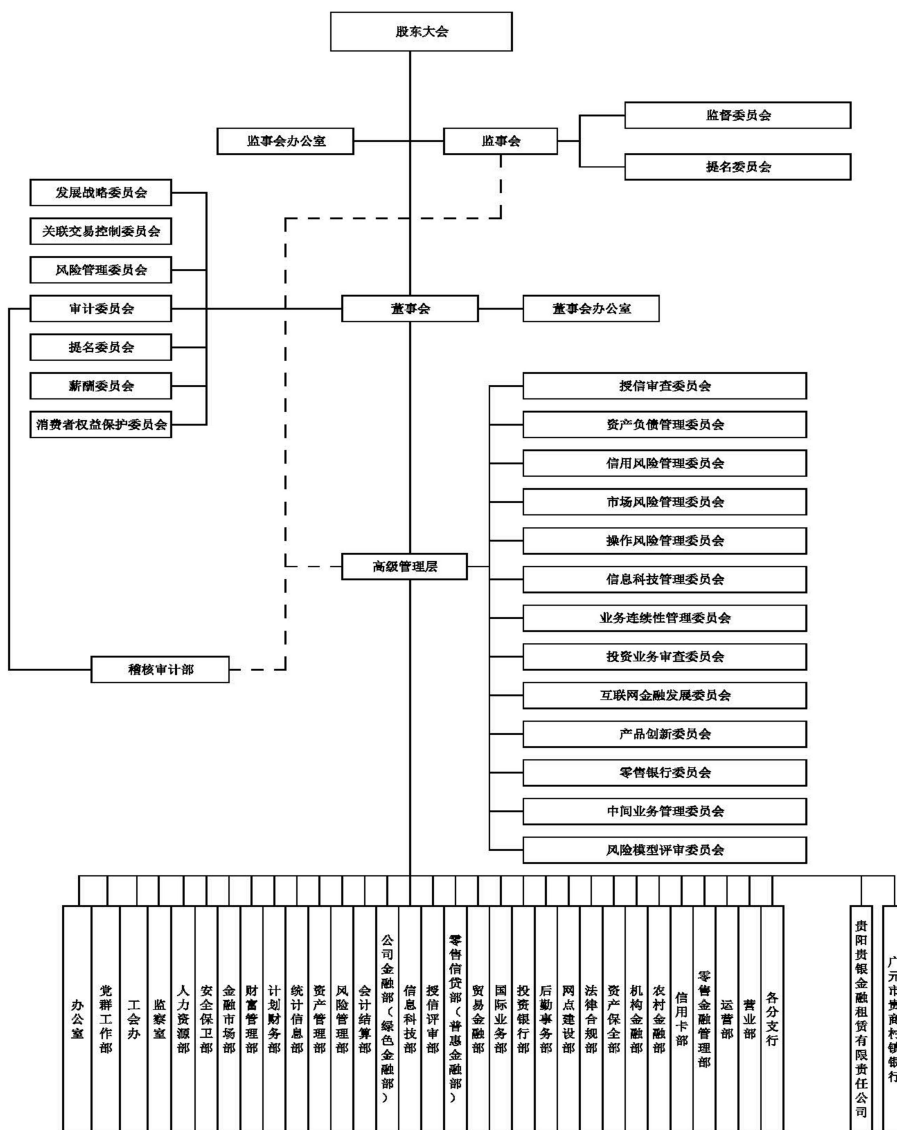 股东大会
监事会办公室
监事会
监督委员会
提名委员会
发展战略委员会
关联交易控制委员会
风险管理委员会
审计委员会
提名委员会
薪酬委员会
消费者权益保护委员会
董事会
董事会办公室
授信审查委员会
资产负债管理委员会
信用风险管理委员会
市场风险管理委员会
操作风险管理委员会
信息科技管理委员会
业务连续性管理委员会
投资业务审查委员会
互联网金融发展委员会
产品创新委员会
零售银行委员会
中间业务管理委员会
风险模型评审委员会
高级管理层
稽核审计部
办公室
党群工作部
工会办
监察室
人力资源部
安全保卫部
金融市场部
财富管理部
计划财务部
统计信息部
资产管理部
风险管理部
会计结算部
公司金融部（绿色金融部）
信息科技部
授信评审部
零售信贷部（普惠金融部）
贸易金融部
国际业务部
投资银行部
后勤事务部
网点建设部
法律合规部
资产保全部
机构金融部
农村金融部
信用卡部
零售金融管理部
运营部
营业部
各分支行
贵阳贵银金融租赁有限责任公司
广元市贵商村镇银行